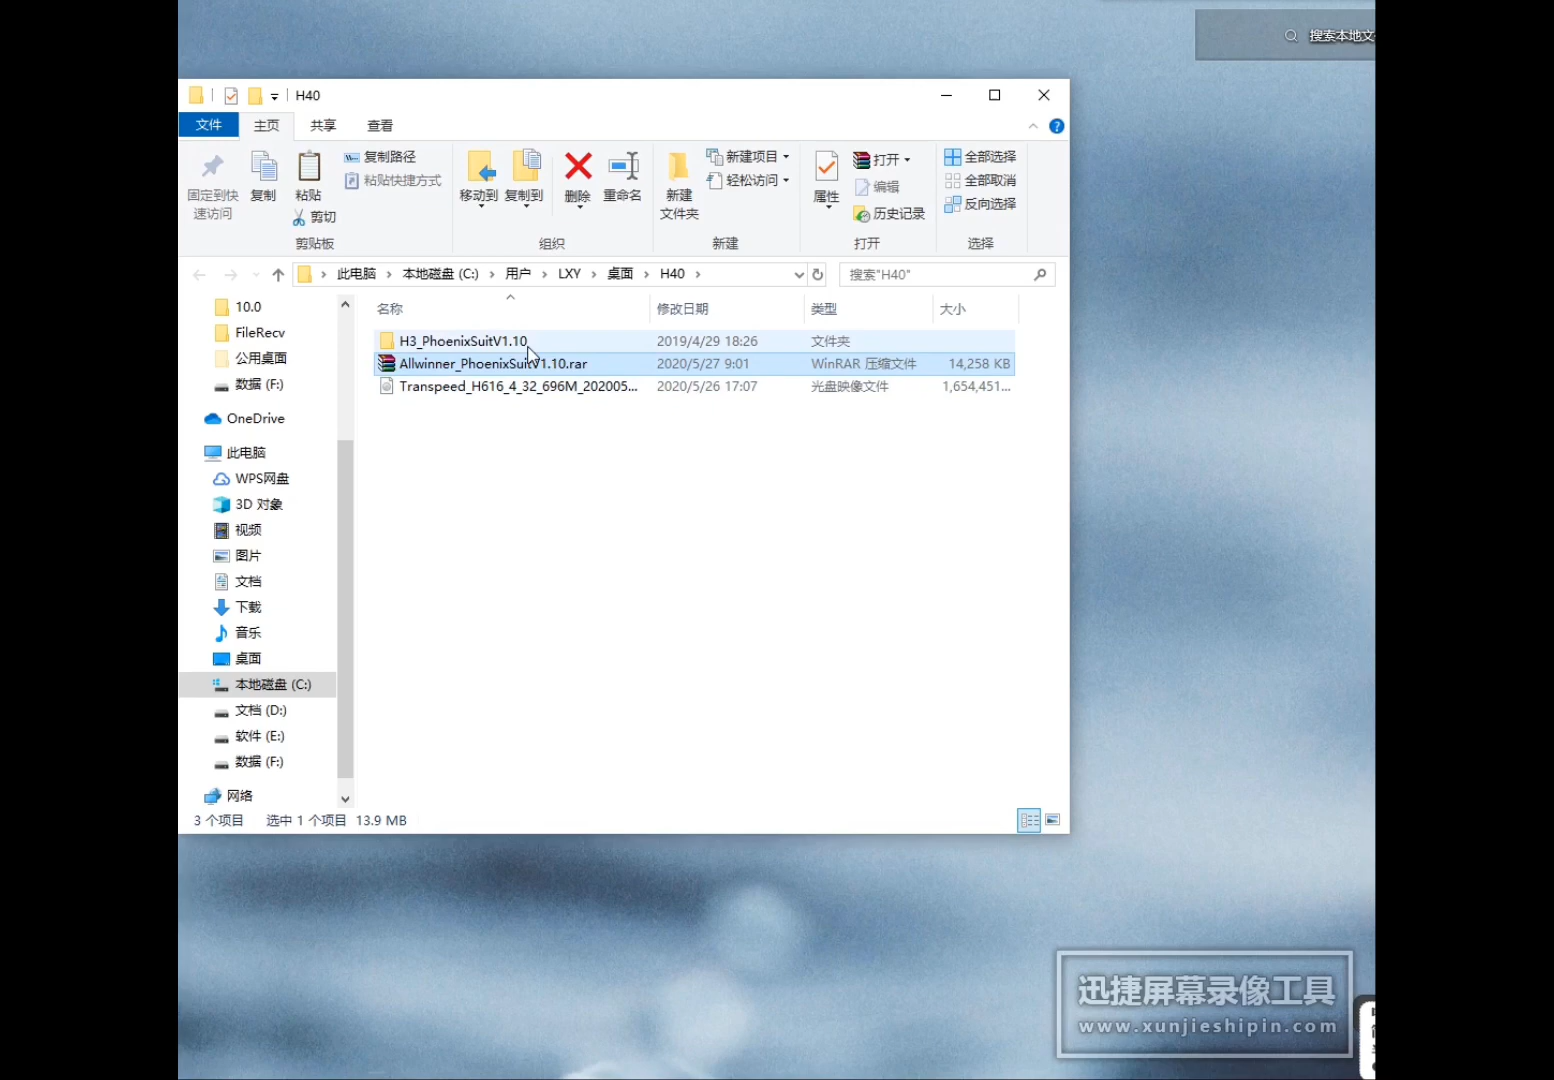 搜索本地文
H40
文件 主页 共享 查看
固定到快速访问
复制
粘贴
复制路径
粘贴快捷方式
剪切
剪贴板
移动到 复制到 删除 重命名
组织
新建文件夹
新建项目
轻松访问
新建
属性
打开
编辑
历史记录
打开
全部选择
全部取消
反向选择
选择
此电脑 本地磁盘 (C:) 用户 LXY 桌面 H40
搜索"H40"
名称 修改日期 类型 大小
H3_PhoenixSuitV1.10 2019/4/29 18:26 文件夹
Allwinner_PhoenixSuitV1.10.rar 2020/5/27 9:01 WinRAR 压缩文件 14,258 KB
Transpeed_H616_4_32_696M_202005... 2020/5/26 17:07 光盘映像文件 1,654,451...
10.0
FileRecv
公用桌面
数据 (F:)
OneDrive
此电脑
WPS网盘
3D 对象
视频
图片
文档
下载
音乐
桌面
本地磁盘 (C:)
文档 (D:)
软件 (E:)
数据 (F:)
网络
3 个项目 选中 1 个项目 13.9 MB
迅捷屏幕录像工具
www.xunjieshipin.com